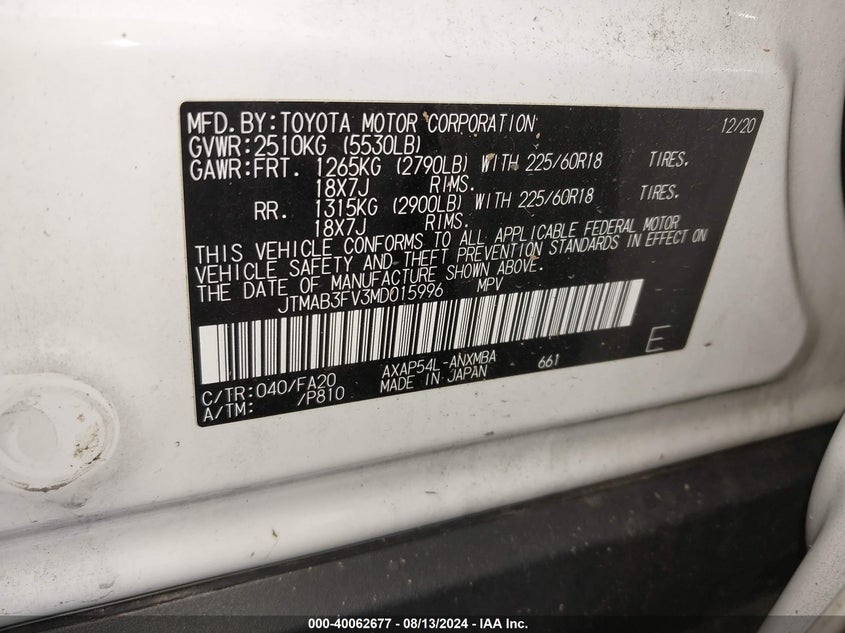 MFD.BY:TOYOTA MOTOR CORPORATION 12/20
GVWR:2510KG (5530LB)
GAWR:FRT. 1265KG (2790LB) WITH 225/60R18 TIRES.
18X7J RIMS.
RR. 1315KG (2900LB) WITH 225/60R18 TIRES.
18X7J RIMS.
THIS VEHICLE CONFORMS TO ALL APPLICABLE FEDERAL MOTOR
VEHICLE SAFETY AND THEFT PREVENTION STANDARDS IN EFFECT ON
THE DATE OF MANUFACTURE SHOWN ABOVE.
JTMAB3FV3MD015996 MPV
C/TR:040/FA20 AXAP54L-ANXMBA 661 E
A/TM: /P810 MADE IN JAPAN
000-40062677 - 08/13/2024 - IAA Inc.